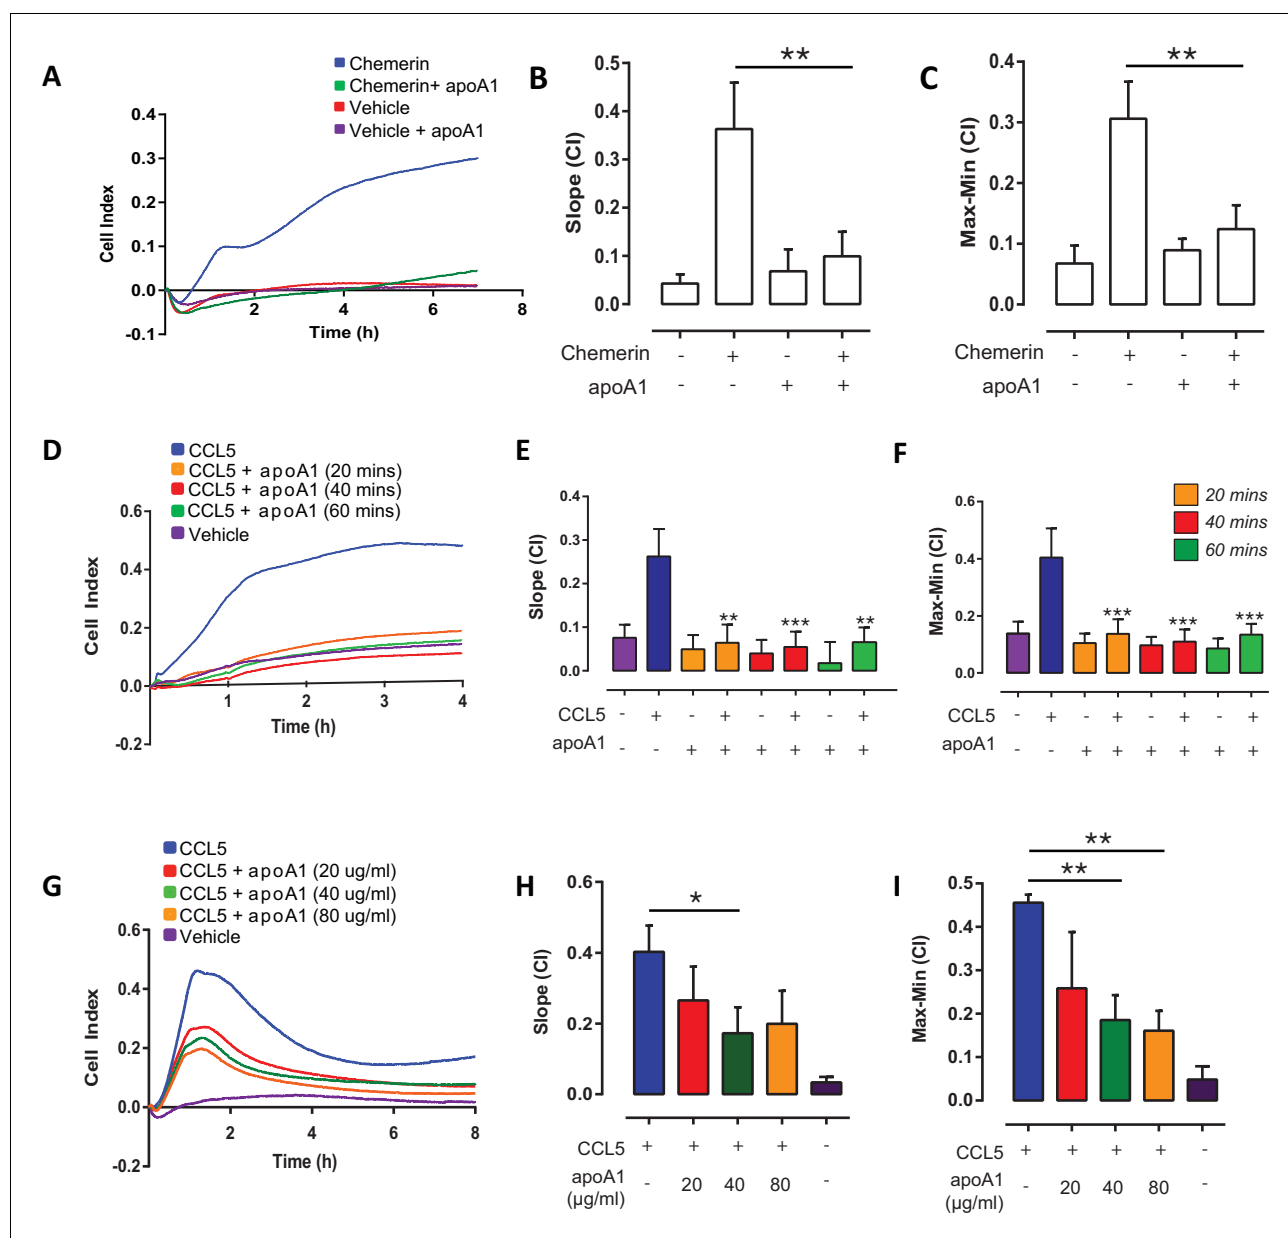 A
Chemerin
Chemerin+ apoA1
Vehicle
Vehicle + apoA1
Cell Index
0.4
0.3
0.2
0.1
0.0
-0.1
2
4
6
8
Time (h)
B
**
Slope (CI)
0.5
0.4
0.3
0.2
0.1
0.0
Chemerin - + - +
apoA1 - - + +
C
**
Max-Min (CI)
0.4
0.3
0.2
0.1
0.0
Chemerin - + - +
apoA1 - - + +
D
CCL5
CCL5 + apoA1 (20 mins)
CCL5 + apoA1 (40 mins)
CCL5 + apoA1 (60 mins)
Vehicle
Cell Index
0.6
0.4
0.2
0.0
-0.2
1
2
3
4
Time (h)
E
Slope (CI)
0.4
0.3
0.2
0.1
0.0
** *** **
CCL5 - + - + - + - +
apoA1 - - + + + + + +
F
20 mins
40 mins
60 mins
Max-Min (CI)
0.6
0.4
0.2
0.0
*** *** ***
CCL5 - + - + - + - +
apoA1 - - + + + + + +
G
CCL5
CCL5 + apoA1 (20 ug/ml)
CCL5 + apoA1 (40 ug/ml)
CCL5 + apoA1 (80 ug/ml)
Vehicle
Cell Index
0.6
0.4
0.2
0.0
-0.2
2
4
6
8
Time (h)
H
*
Slope (CI)
0.6
0.4
0.2
0.0
CCL5 + + + + -
apoA1 - 20 40 80 -
(µg/ml)
I
**
**
Max-Min (CI)
0.5
0.4
0.3
0.2
0.1
0.0
CCL5 + + + + -
apoA1 - 20 40 80 -
(µg/ml)